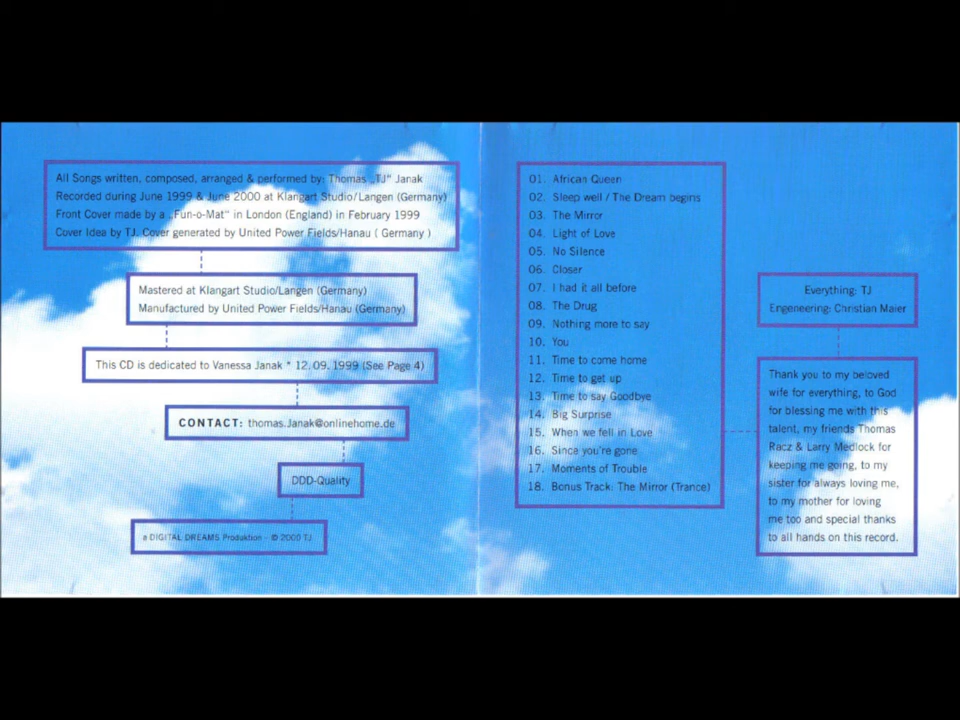 All Songs written, composed, arranged & performed by: Thomas „TJ“ Janak
Recorded during June 1999 & June 2000 at Klangart Studio/Langen (Germany)
Front Cover made by a „Fun-o-Mat“ in London (England) in February 1999
Cover Idea by TJ. Cover generated by United Power Fields/Hanau ( Germany )
Mastered at Klangart Studio/Langen (Germany)
Manufactured by United Power Fields/Hanau (Germany)
This CD is dedicated to Vanessa Janak * 12.09.1999 (See Page 4)
CONTACT: thomas.Janak@onlinehome.de
DDD-Quality
a DIGITAL DREAMS Produktion - © 2000 TJ
01. African Queen
02. Sleep well / The Dream begins
03. The Mirror
04. Light of Love
05. No Silence
06. Closer
07. I had it all before
08. The Drug
09. Nothing more to say
10. You
11. Time to come home
12. Time to get up
13. Time to say Goodbye
14. Big Surprise
15. When we fell in Love
16. Since you're gone
17. Moments of Trouble
18. Bonus Track: The Mirror (Trance)
Everything: TJ
Engeneering: Christian Maier
Thank you to my beloved
wife for everything, to God
for blessing me with this
talent, my friends Thomas
Racz & Larry Medlock for
keeping me going, to my
sister for always loving me,
to my mother for loving
me too and special thanks
to all hands on this record.